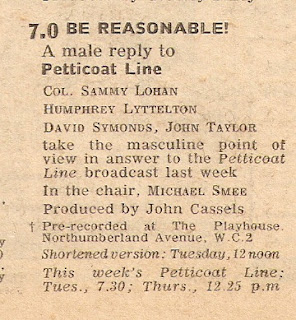 7.0 BE REASONABLE!
A male reply to
Petticoat Line
COL. SAMMY LOHAN
HUMPHREY LYTTELTON
DAVID SYMONDS, JOHN TAYLOR
take the masculine point of
view in answer to the Petticoat
Line broadcast last week
In the chair, MICHAEL SMEE
Produced by John Cassels
† Pre-recorded at The Playhouse.
Northumberland Avenue, W.C.2
Shortened version: Tuesday, 12 noon
This week's Petticoat Line:
Tues., 7.30; Thurs., 12.25 p.m